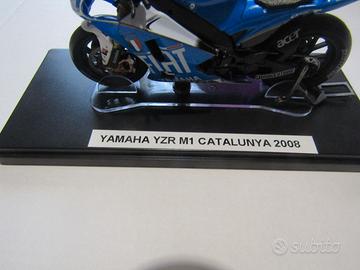 FIAT
acer
YAMAHA YZR M1 CATALUNYA 2008
subito